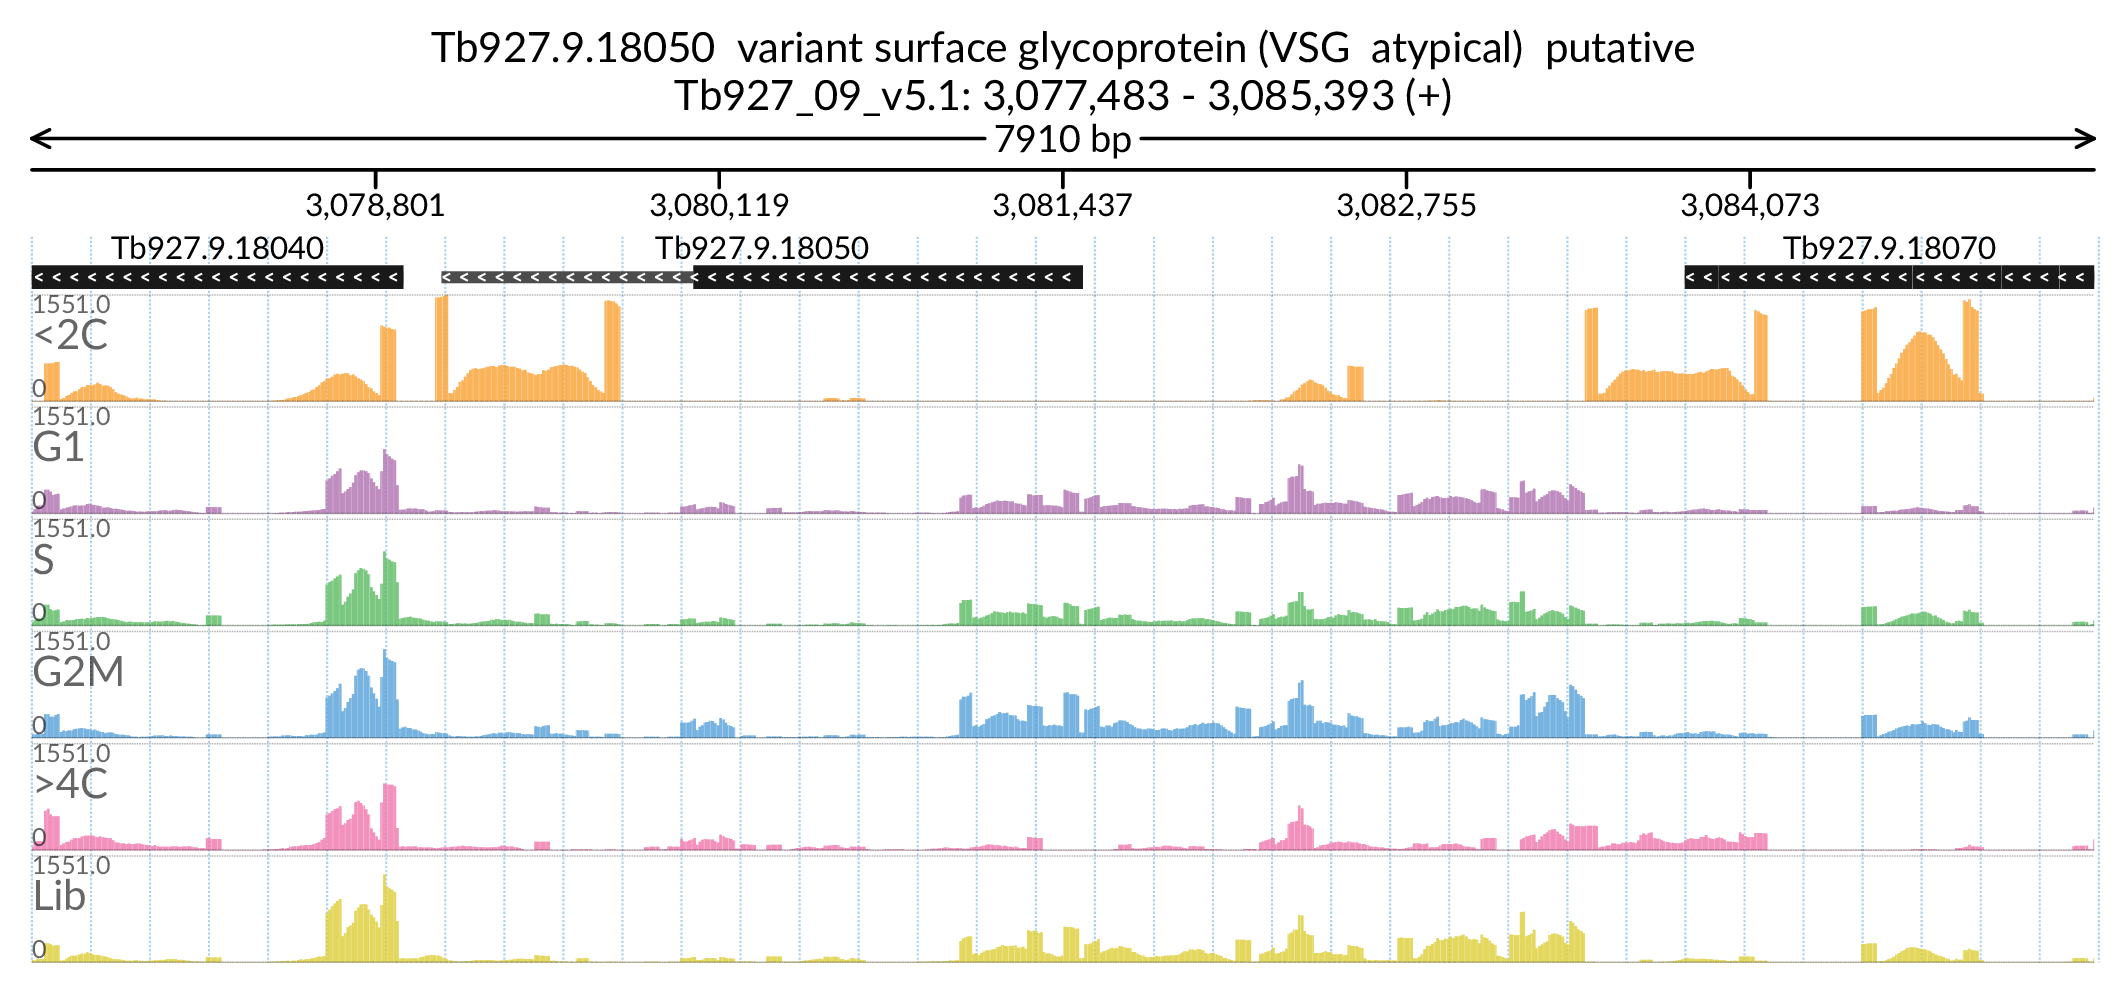 Tb927.9.18050 variant surface glycoprotein (VSG atypical) putative
Tb927_09_v5.1: 3,077,483 - 3,085,393 (+)
7910 bp
3,078,801 3,080,119 3,081,437 3,082,755 3,084,073
Tb927.9.18040 Tb927.9.18050 Tb927.9.18070
1551.0
<2C
0
1551.0
G1
0
1551.0
S
0
1551.0
G2M
0
1551.0
>4C
0
1551.0
Lib
0